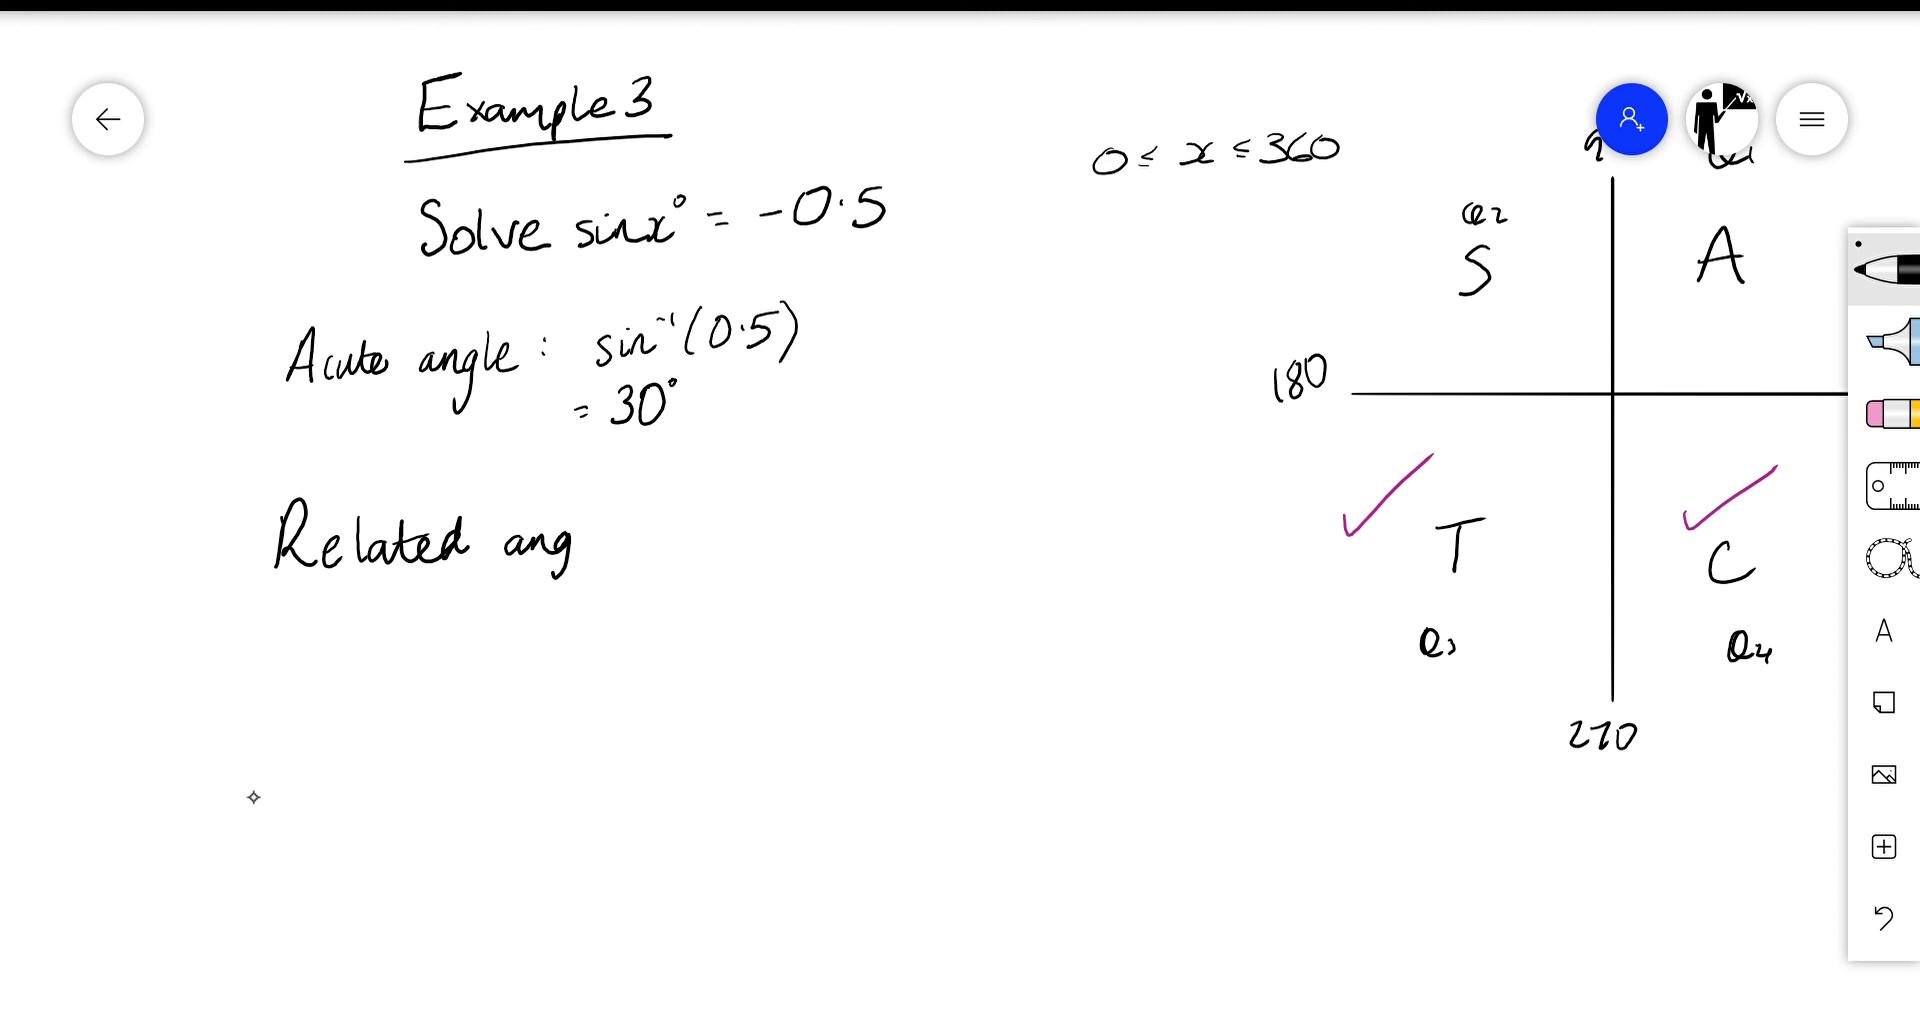 Example 3
0 ≤ x ≤ 360
Solve sinx° = -0.5
Q2
S
A
Acute angle : sin⁻¹(0.5)
= 30°
180
Related ang
T
C
Q3
Q4
270
A